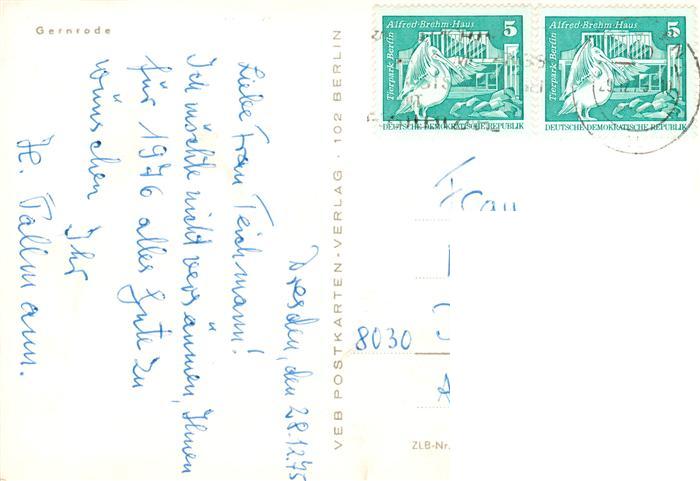 Gernrode
Dresden, den 28.12.75
Liebe Frau Teichmann!
Ich möchte nicht versäumen, Ihnen
für 1976 alles Gute zu
wünschen
Ihr
H. Tallmann.
VEB POSTKARTEN-VERLAG · 102 BERLIN
Alfred-Brehm-Haus
5
Tierpark Berlin
DEUTSCHE DEMOKRATISCHE REPUBLIK
Alfred-Brehm-Haus
5
Tierpark Berlin
DEUTSCHE DEMOKRATISCHE REPUBLIK
Frau
8030
ZLB-Nr.